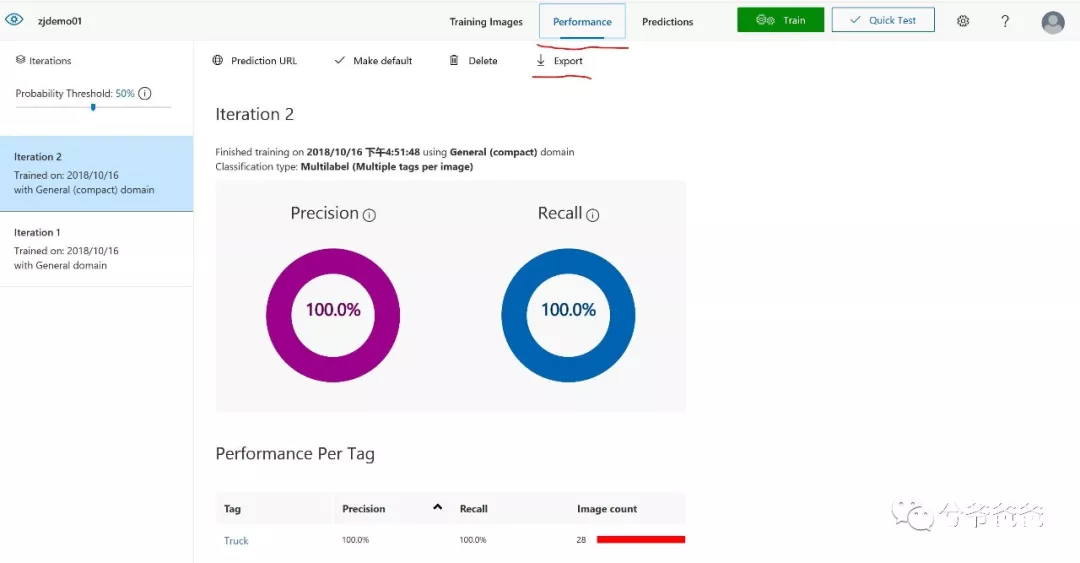 zjdemo01
Training Images
Performance
Predictions
Train
Quick Test
?
Iterations
Probability Threshold: 50%
Iteration 2
Trained on: 2018/10/16
with General (compact) domain
Iteration 1
Trained on: 2018/10/16
with General domain
Prediction URL
Make default
Delete
Export
Iteration 2
Finished training on 2018/10/16 下午4:51:48 using General (compact) domain
Classification type: Multilabel (Multiple tags per image)
Precision
Recall
100.0%
100.0%
Performance Per Tag
Tag Precision Recall Image count
Truck 100.0% 100.0% 28